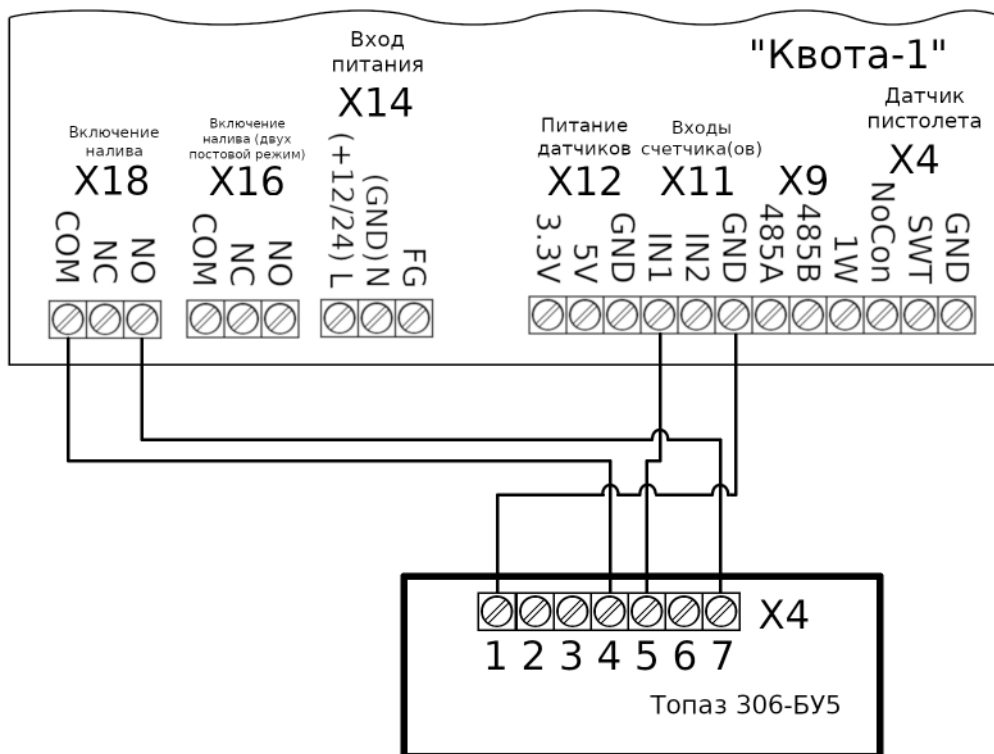 "Квота-1"
Вход
питания
X14
Включение
налива
X18
Включение
налива (двух
постовой режим)
X16
Питание
датчиков
X12
Входы
счетчика(ов)
X11
X9
Датчик
пистолета
X4
COM
NC
NO
COM
NC
NO
(+12/24) L
(GND) N
FG
3.3V
5V
GND
IN1
IN2
GND
485A
485B
1W
NoCon
SWT
GND
X4
1 2 3 4 5 6 7
Топаз 306-БУ5